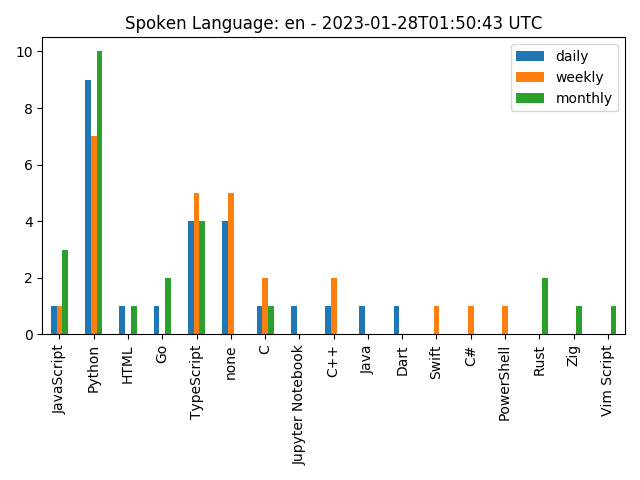 Spoken Language: en - 2023-01-28T01:50:43 UTC
daily
weekly
monthly
10
8
6
4
2
0
JavaScript
Python
HTML
Go
TypeScript
none
C
Jupyter Notebook
C++
Java
Dart
Swift
C#
PowerShell
Rust
Zig
Vim Script